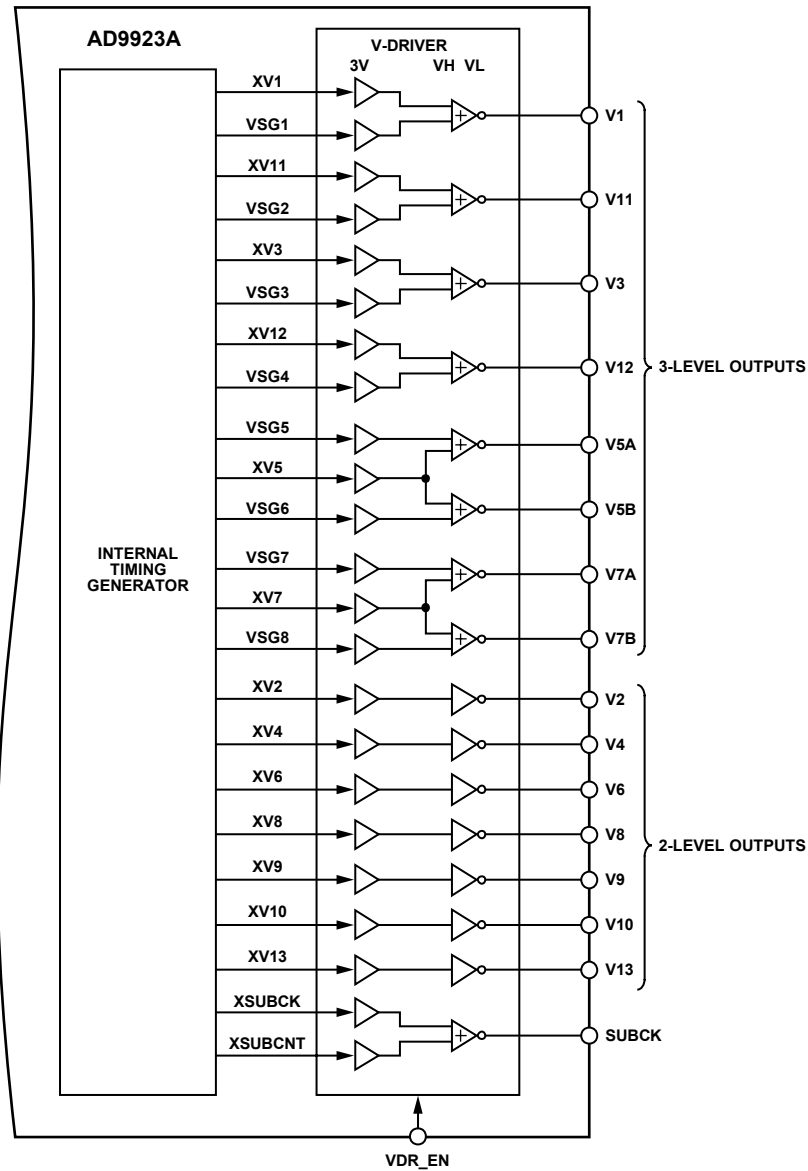 AD9923A
V-DRIVER
3V VH VL
XV1
VSG1
V1
XV11
VSG2
V11
XV3
VSG3
V3
XV12
VSG4
V12
3-LEVEL OUTPUTS
VSG5
V5A
XV5
VSG6
V5B
INTERNAL
TIMING
GENERATOR
VSG7
V7A
XV7
VSG8
V7B
XV2
V2
XV4
V4
XV6
V6
XV8
V8
2-LEVEL OUTPUTS
XV9
V9
XV10
V10
XV13
V13
XSUBCK
XSUBCNT
SUBCK
VDR_EN